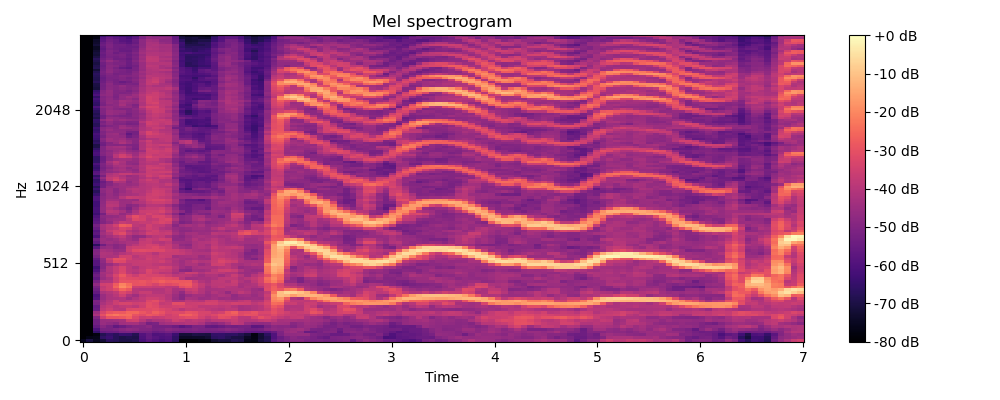 Mel spectrogram
Hz
2048
1024
512
0
0 1 2 3 4 5 6 7
Time
+0 dB
-10 dB
-20 dB
-30 dB
-40 dB
-50 dB
-60 dB
-70 dB
-80 dB